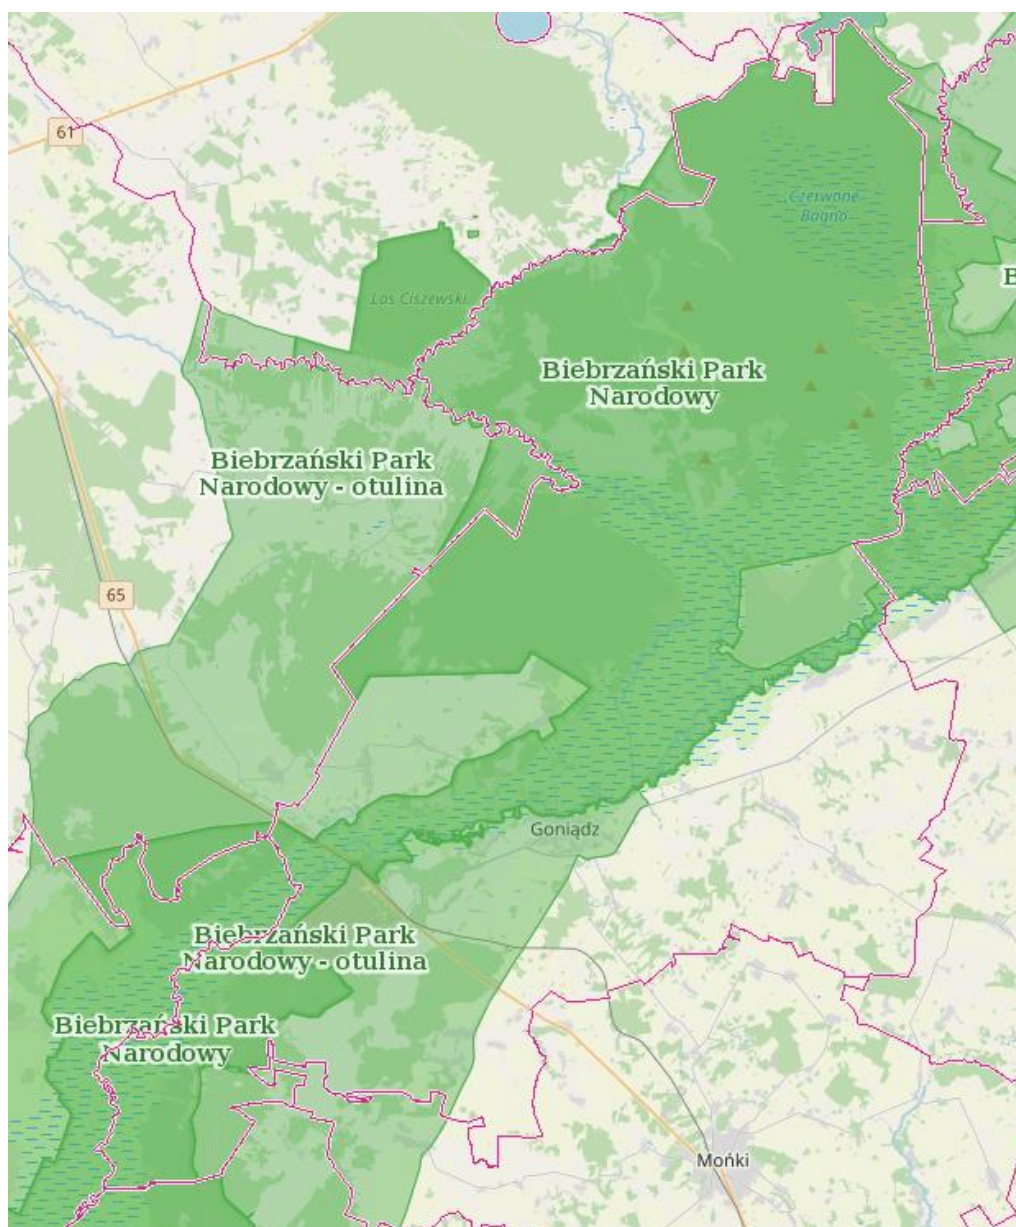 61
Czerwone
Bagno
Las Ciszewski
B
Biebrzański Park
Narodowy
Biebrzański Park
Narodowy - otulina
65
Goniądz
Biebrzański Park
Narodowy - otulina
Biebrzański Park
Narodowy
Mońki